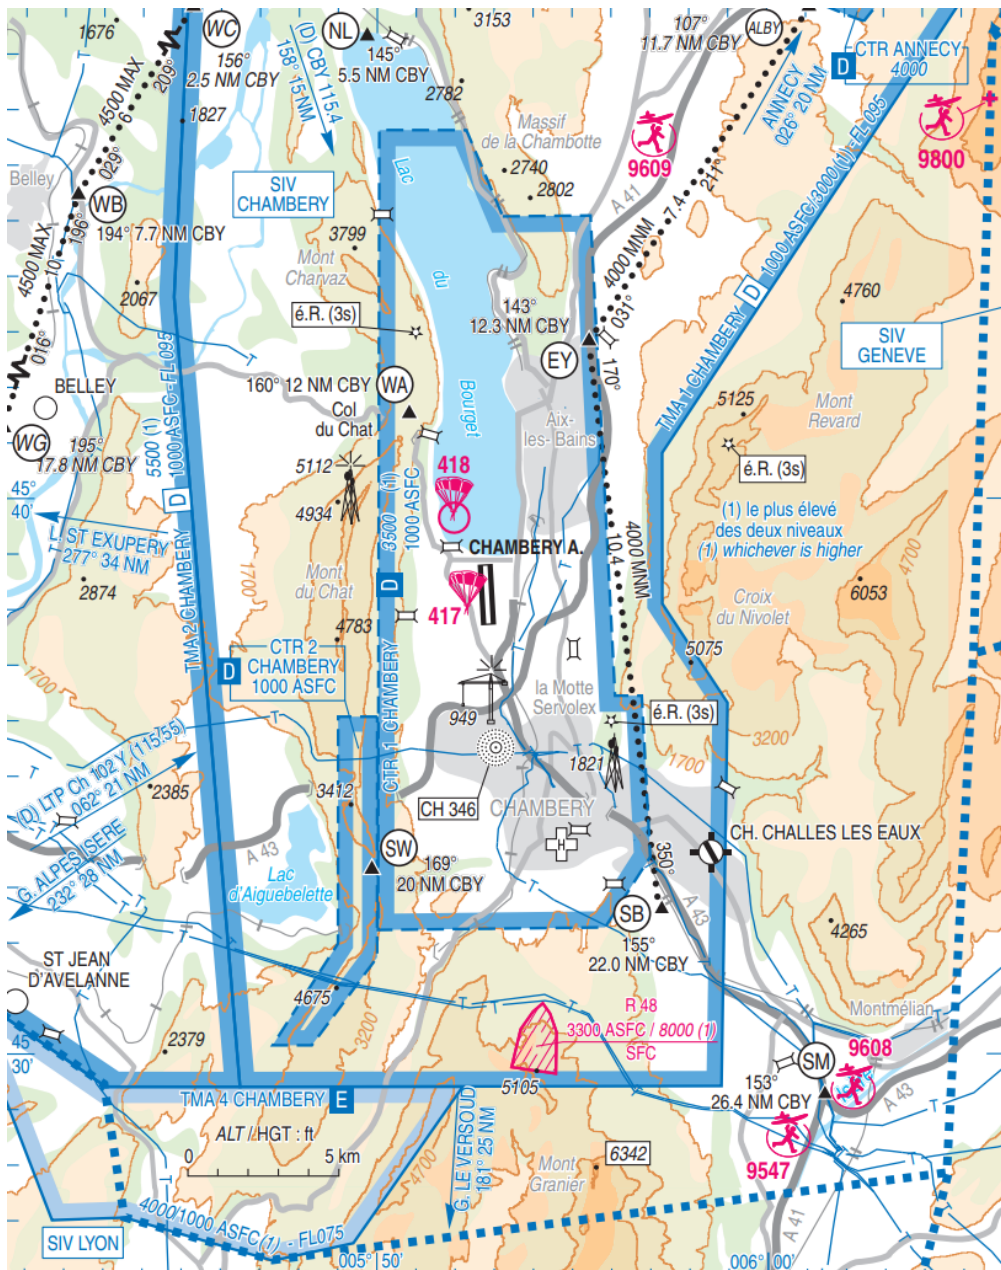 1676
WC
156°
2.5 NM CBY
NL
145°
5.5 NM CBY
(D) CBY 115.4
158° 15 NM
3153
107°
11.7 NM CBY
ALBY
CTR ANNECY
4000
D
ANNECY
026° 20 NM
4500 MAX
6
209°
029°
1827
2782
Massif
de la Chambotte
9609
9800
Belley
WB
196°
194° 7.7 NM CBY
SIV
CHAMBERY
Lac
2740
2802
A 41
211°
7.4
4000 MNM
031°
4500 MAX
10
016°
2067
3799
Mont
Charvaz
du
é.R. (3s)
143°
12.3 NM CBY
EY
170°
4760
SIV
GENEVE
TMA 1 CHAMBERY D 1000 ASFC/3000(1) - FL 095
BELLEY
WG
195°
17.8 NM CBY
160° 12 NM CBY
WA
Col
du Chat
Bourget
Aix-
les-Bains
5125
Mont
Revard
é.R. (3s)
5500 (1)
1000 ASFC - FL 095
D
TMA 2 CHAMBERY
5112
4934
418
3500 (1)
1000 ASFC
45°
40'
L. ST EXUPERY
277° 34 NM
(1) le plus élevé
des deux niveaux
(1) whichever is higher
CHAMBERY A.
4700
1700
2874
Mont
du Chat
D
417
10.4
4000 MNM
6053
Croix
du Nivolet
4783
CTR 1 CHAMBERY
CTR 2
CHAMBERY
1000 ASFC
D
5075
1700
949
la Motte
Servolex
é.R. (3s)
3200
1700
(D) LTP Ch 102 Y (115.55)
062° 21 NM
2385
3412
CH 346
1821
CHAMBERY
G. ALPES ISERE
232° 28 NM
A 43
Lac
d'Aiguebelette
SW
169°
20 NM CBY
350°
CH. CHALLES LES EAUX
SB
155°
22.0 NM CBY
A 43
4265
ST JEAN
D'AVELANNE
4675
3200
2379
R 48
3300 ASFC / 8000 (1)
SFC
Montmélian
45
30'
5105
SM
9608
153°
26.4 NM CBY
A 43
TMA 4 CHAMBERY E
ALT / HGT : ft
0 5 km
G. LE VERSOUD
181° 25 NM
4700
Mont
Granier
6342
9547
A 41
4000/1000 ASFC (1) - FL075
SIV LYON
005° 50'
006° 00'